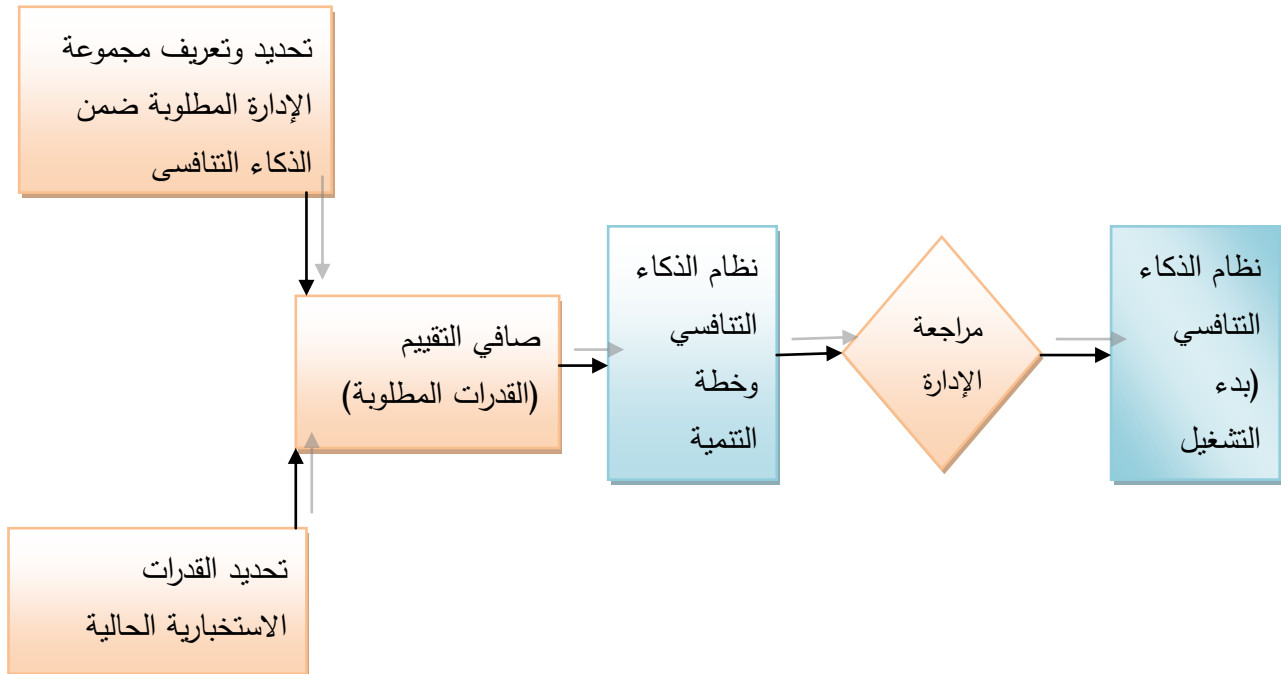 تحديد وتعريف مجموعة
الإدارة المطلوبة ضمن
الذكاء التنافسى
صافي التقييم
(القدرات المطلوبة)
تحديد القدرات
الاستخبارية الحالية
نظام الذكاء
التنافسي
وخطة
التنمية
مراجعة
الإدارة
نظام الذكاء
التنافسي
(بدء
التشغيل